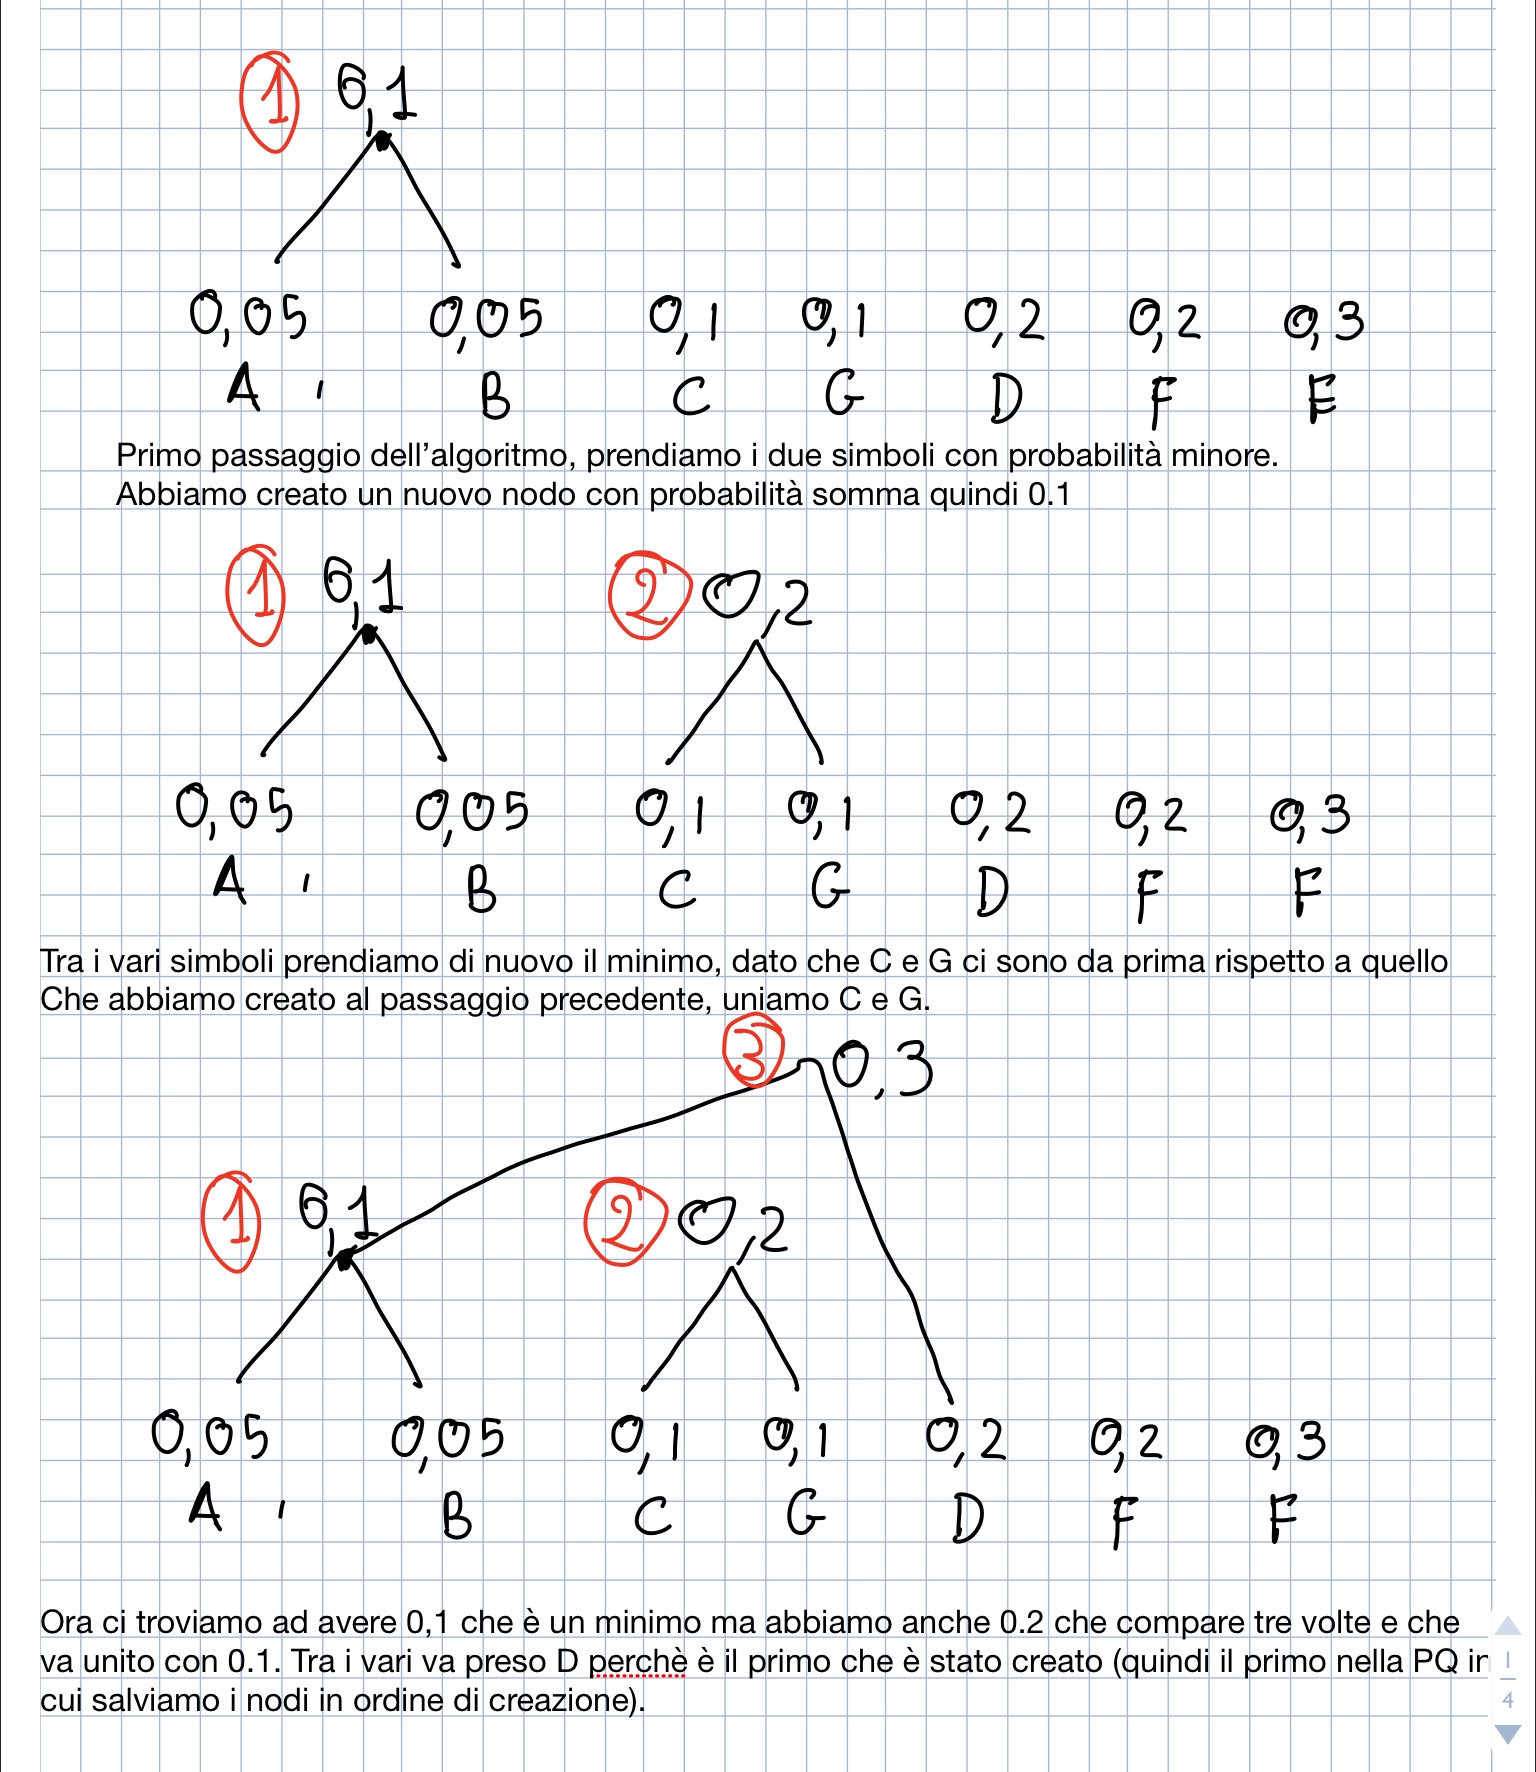 1 0,1
0,05 0,05 0,1 0,1 0,2 0,2 0,3
A B C G D F E
Primo passaggio dell’algoritmo, prendiamo i due simboli con probabilità minore.
Abbiamo creato un nuovo nodo con probabilità somma quindi 0.1
1 0,1 2 0,2
0,05 0,05 0,1 0,1 0,2 0,2 0,3
A B C G D F F
Tra i vari simboli prendiamo di nuovo il minimo, dato che C e G ci sono da prima rispetto a quello
Che abbiamo creato al passaggio precedente, uniamo C e G.
3 0,3
1 0,1 2 0,2
0,05 0,05 0,1 0,1 0,2 0,2 0,3
A B C G D F F
Ora ci troviamo ad avere 0,1 che è un minimo ma abbiamo anche 0.2 che compare tre volte e che
va unito con 0.1. Tra i vari va preso D perchè è il primo che è stato creato (quindi il primo nella PQ in
cui salviamo i nodi in ordine di creazione).
1
4